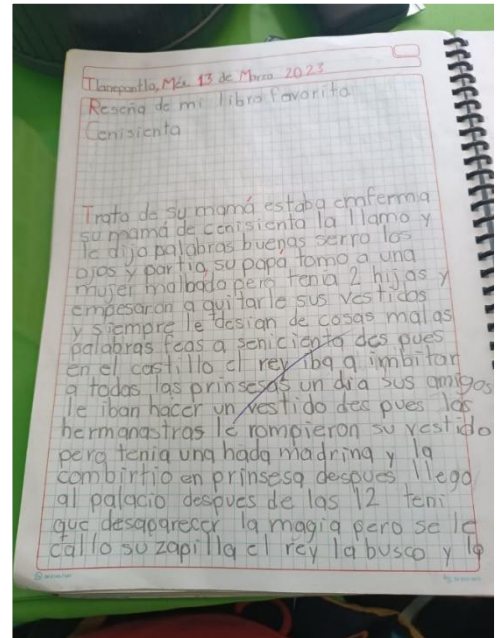 Tlanepantla, Méx. 13 de Marzo 2023
Reseña de mi libro favorito
Cenisienta
Trata de su mamá estaba emfermia
su mamá de cenisienta la llamo y
le dijo palabras buenas serro los
ojos y partio, su papá tomo a una
mujer malbada pero tenia 2 hijas y
empesaron a quitarle sus vestidos
y siempre le desian de cosas malas
palabras feas a senicienta des pues
en el castillo el rey iba a imbitar
a todas las prinsesas un dia sus amigos
le iban hacer un vestido des pues las
hermanastras le rompieron su vestido
pero tenia una hada madrina y la
combirtio en prinsesa despues llego
al palacio despues de las 12 teni
que desaparecer la magia pero se le
callo su zapilla el rey la busco y la